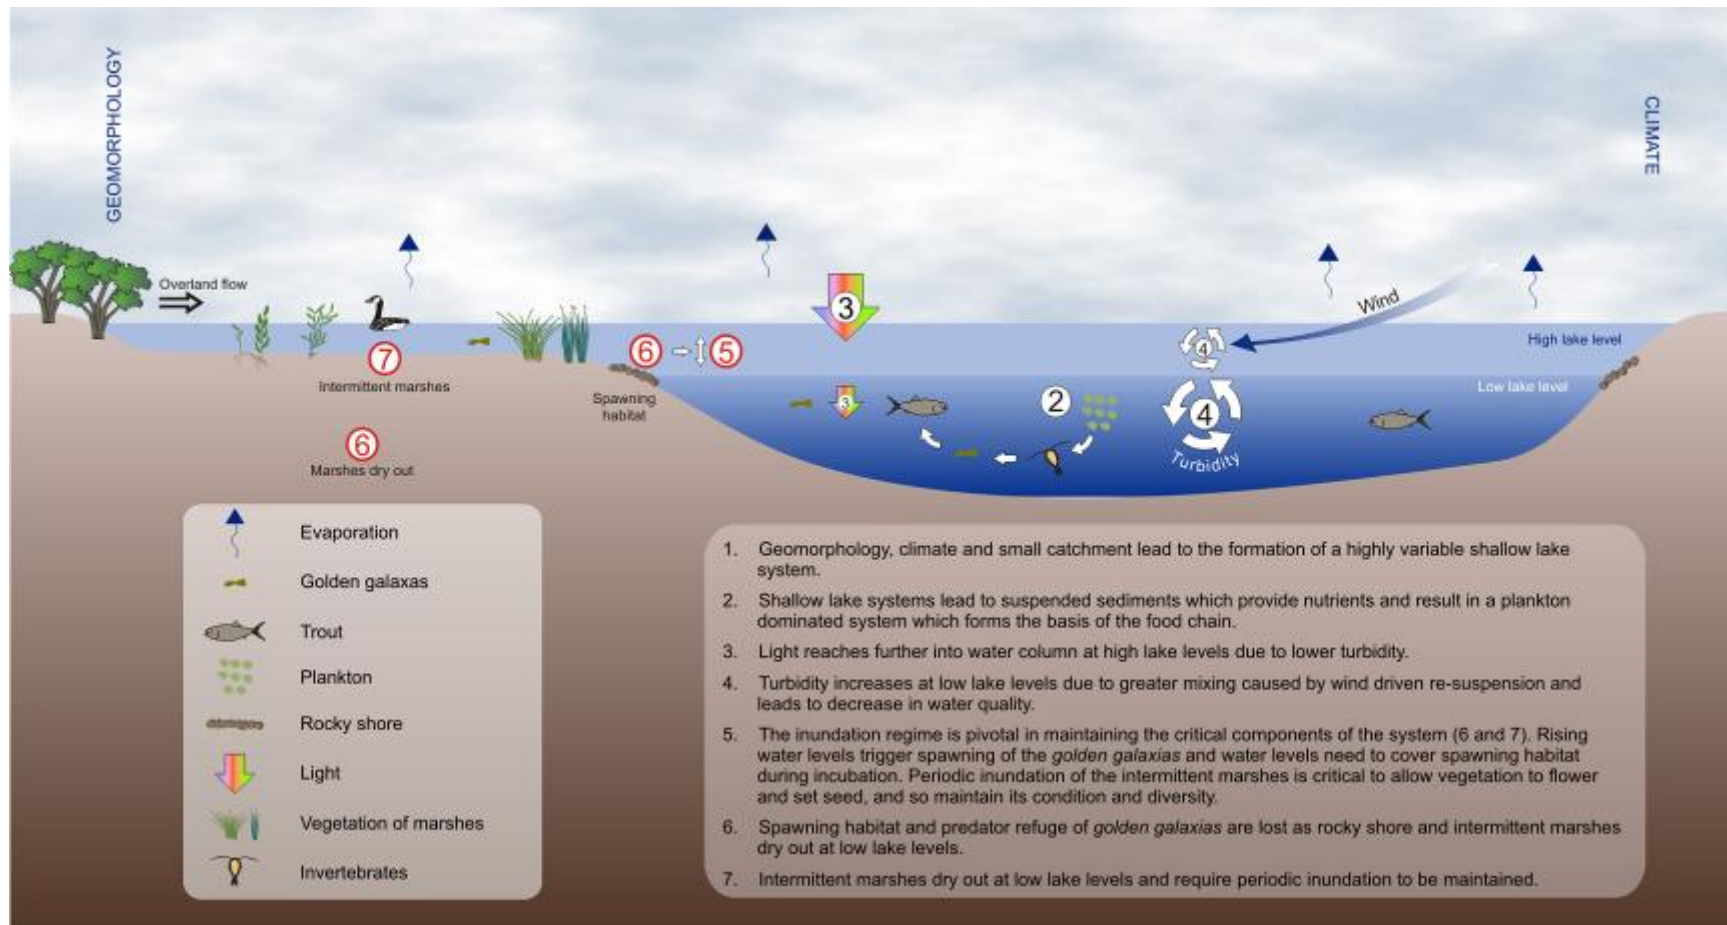 GEOMORPHOLOGY
CLIMATE
Overland flow
3
Wind
4
High lake level
7
6
5
Intermittent marshes
Low lake level
Spawning
habitat
3
2
4
Turbidity
6
Marshes dry out
Evaporation
Golden galaxas
Trout
Plankton
Rocky shore
Light
Vegetation of marshes
Invertebrates
1. Geomorphology, climate and small catchment lead to the formation of a highly variable shallow lake
system.
2. Shallow lake systems lead to suspended sediments which provide nutrients and result in a plankton
dominated system which forms the basis of the food chain.
3. Light reaches further into water column at high lake levels due to lower turbidity.
4. Turbidity increases at low lake levels due to greater mixing caused by wind driven re-suspension and
leads to decrease in water quality.
5. The inundation regime is pivotal in maintaining the critical components of the system (6 and 7). Rising
water levels trigger spawning of the golden galaxias and water levels need to cover spawning habitat
during incubation. Periodic inundation of the intermittent marshes is critical to allow vegetation to flower
and set seed, and so maintain its condition and diversity.
6. Spawning habitat and predator refuge of golden galaxias are lost as rocky shore and intermittent marshes
dry out at low lake levels.
7. Intermittent marshes dry out at low lake levels and require periodic inundation to be maintained.